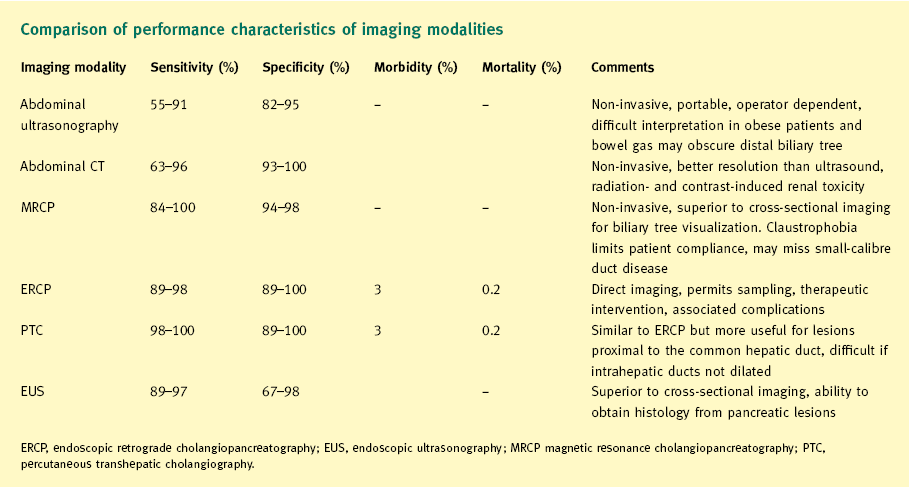 Comparison of performance characteristics of imaging modalities
Imaging modality Sensitivity (%) Specificity (%) Morbidity (%) Mortality (%) Comments
Abdominal 55–91 82–95 – – Non-invasive, portable, operator dependent,
ultrasonography difficult interpretation in obese patients and
bowel gas may obscure distal biliary tree
Abdominal CT 63–96 93–100 Non-invasive, better resolution than ultrasound,
radiation- and contrast-induced renal toxicity
MRCP 84–100 94–98 – – Non-invasive, superior to cross-sectional imaging
for biliary tree visualization. Claustrophobia
limits patient compliance, may miss small-calibre
duct disease
ERCP 89–98 89–100 3 0.2 Direct imaging, permits sampling, therapeutic
intervention, associated complications
PTC 98–100 89–100 3 0.2 Similar to ERCP but more useful for lesions
proximal to the common hepatic duct, difficult if
intrahepatic ducts not dilated
EUS 89–97 67–98 – Superior to cross-sectional imaging, ability to
obtain histology from pancreatic lesions
ERCP, endoscopic retrograde cholangiopancreatography; EUS, endoscopic ultrasonography; MRCP magnetic resonance cholangiopancreatography; PTC,
percutaneous transhepatic cholangiography.